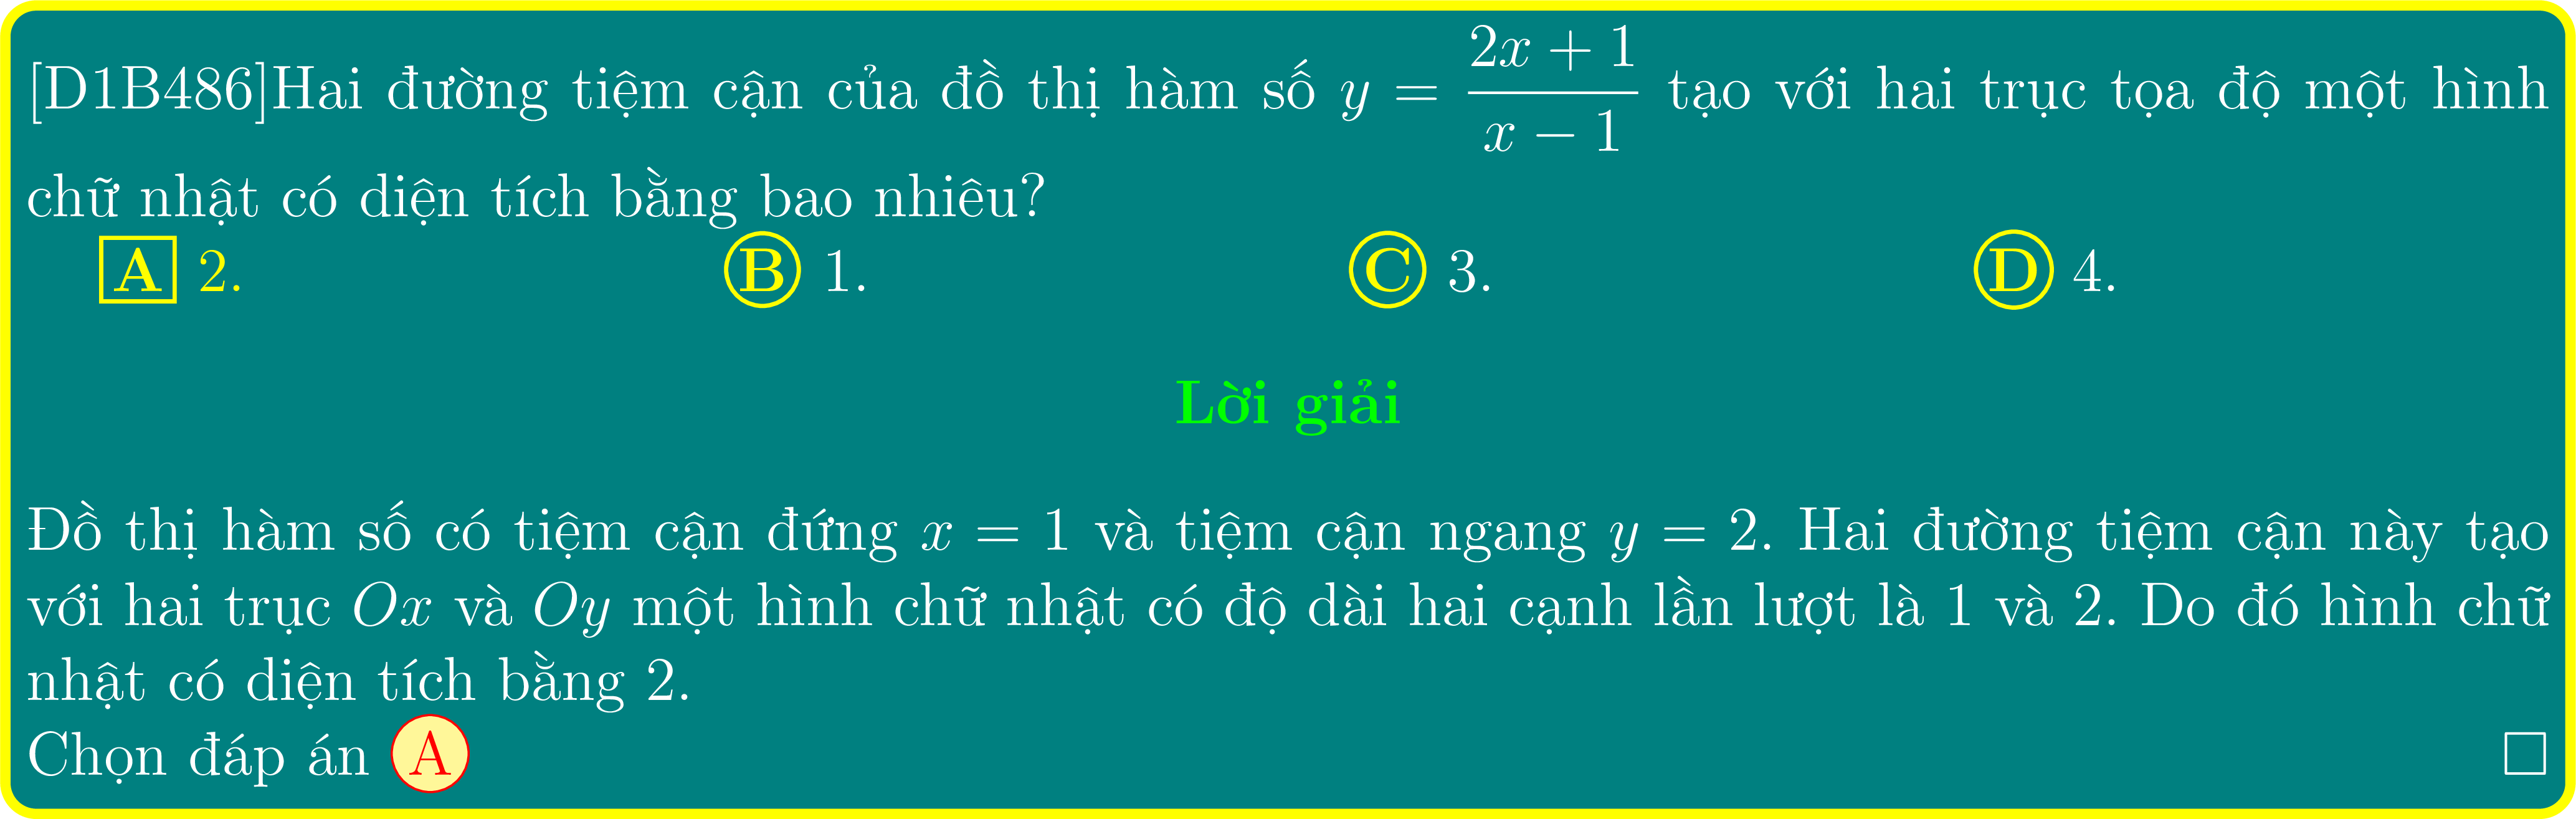 [D1B486]Hai đường tiệm cận của đồ thị hàm số $y = \dfrac{2x+1}{x-1}$ tạo với hai trục tọa độ một hình
chữ nhật có diện tích bằng bao nhiêu?
A 2. B 1. C 3. D 4.
Lời giải
Đồ thị hàm số có tiệm cận đứng $x = 1$ và tiệm cận ngang $y = 2$. Hai đường tiệm cận này tạo
với hai trục $Ox$ và $Oy$ một hình chữ nhật có độ dài hai cạnh lần lượt là 1 và 2. Do đó hình chữ
nhật có diện tích bằng 2.
Chọn đáp án A □